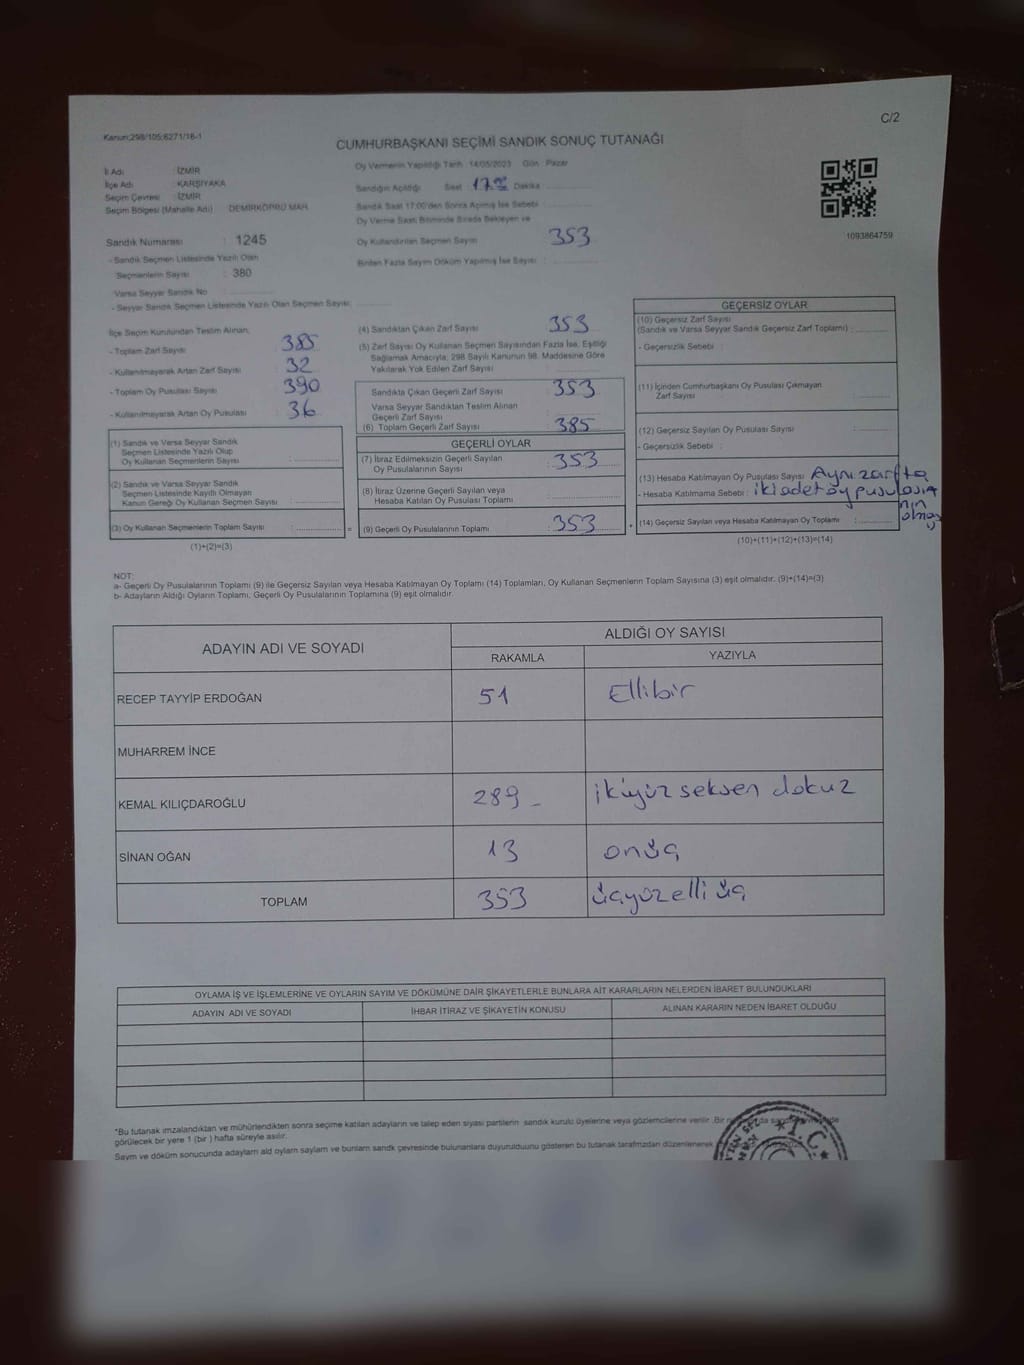 C/2
Kanun;298/105;6271/16-1
CUMHURBAŞKANI SEÇİMİ SANDIK SONUÇ TUTANAĞI
İl Adı : İZMİR
İlçe Adı : KARŞIYAKA
Seçim Çevresi : İZMİR
Seçim Bölgesi (Mahalle Adı) : DEMİRKÖPRÜ MAH.
Sandık Numarası : 1245
- Sandık Seçmen Listesinde Yazılı Olan
Seçmenlerin Sayısı : 380
Varsa Seyyar Sandık No
- Seyyar Sandık Seçmen Listesinde Yazılı Olan Seçmen Sayısı:
Oy Vermenin Yapıldığı Tarih : 14/05/2023 Gün : Pazar
Sandığın Açıldığı Saat : 17.00 Dakika
Sandık Saat 17:00'den Sonra Açılmış İse Sebebi :
Oy Verme Saati Bitiminde Sırada Bekleyen ve
Oy Kullandırılan Seçmen Sayısı 353
Birden Fazla Sayım Döküm Yapılmış İse Sayısı :
1093864759
İlçe Seçim Kurulundan Teslim Alınan;
- Toplam Zarf Sayısı : 385
- Kullanılmayarak Artan Zarf Sayısı : 32
- Toplam Oy Pusulası Sayısı : 390
- Kullanılmayarak Artan Oy Pusulası : 36
(1) Sandık ve Varsa Seyyar Sandık
Seçmen Listesinde Yazılı Olup
Oy Kullanan Seçmenlerin Sayısı :
(2) Sandık ve Varsa Seyyar Sandık
Seçmen Listesinde Kayıtlı Olmayan
Kanun Gereği Oy Kullanan Seçmen Sayısı :
(3) Oy Kullanan Seçmenlerin Toplam Sayısı : =
(1)+(2)=(3)
(4) Sandıktan Çıkan Zarf Sayısı : 353
(5) Zarf Sayısı Oy Kullanan Seçmen Sayısından Fazla İse, Eşitliği
Sağlamak Amacıyla; 298 Sayılı Kanunun 98. Maddesine Göre
Yakılarak Yok Edilen Zarf Sayısı :
Sandıkta Çıkan Geçerli Zarf Sayısı : 353
Varsa Seyyar Sandıktan Teslim Alınan
Geçerli Zarf Sayısı :
(6) Toplam Geçerli Zarf Sayısı : 385
GEÇERLİ OYLAR
(7) İtiraz Edilmeksizin Geçerli Sayılan
Oy Pusulalarının Sayısı : 353
(8) İtiraz Üzerine Geçerli Sayılan veya
Hesaba Katılan Oy Pusulası Toplamı :
(9) Geçerli Oy Pusulalarının Toplamı : 353 +
GEÇERSİZ OYLAR
(10) Geçersiz Zarf Sayısı
(Sandık ve Varsa Seyyar Sandık Geçersiz Zarf Toplamı) :
- Geçersizlik Sebebi :
(11) İçinden Cumhurbaşkanı Oy Pusulası Çıkmayan
Zarf Sayısı :
(12) Geçersiz Sayılan Oy Pusulası Sayısı :
- Geçersizlik Sebebi :
(13) Hesaba Katılmayan Oy Pusulası Sayısı : Aynı zarfta
- Hesaba Katılmama Sebebi : iki adet oy pusulası
nın
olması
(14) Geçersiz Sayılan veya Hesaba Katılmayan Oy Toplamı :
(10)+(11)+(12)+(13)=(14)
NOT:
a- Geçerli Oy Pusulalarının Toplamı (9) ile Geçersiz Sayılan veya Hesaba Katılmayan Oy Toplamı (14) Toplamları, Oy Kullanan Seçmenlerin Toplam Sayısına (3) eşit olmalıdır. (9)+(14)=(3)
b- Adayların Aldığı Oyların Toplamı, Geçerli Oy Pusulalarının Toplamına (9) eşit olmalıdır.
ADAYIN ADI VE SOYADI ALDIĞI OY SAYISI
RAKAMLA YAZIYLA
RECEP TAYYİP ERDOĞAN 51 Ellibir
MUHARREM İNCE
KEMAL KILIÇDAROĞLU 289 - ikiyüz seksen dokuz
SİNAN OĞAN 13 onüç
TOPLAM 353 üçyüzelli üç
OYLAMA İŞ VE İŞLEMLERİNE VE OYLARIN SAYIM VE DÖKÜMÜNE DAİR ŞİKAYETLERLE BUNLARA AİT KARARLARIN NELERDEN İBARET BULUNDUKLARI
ADAYIN ADI VE SOYADI İHBAR İTİRAZ VE ŞİKAYETİN KONUSU ALINAN KARARIN NEDEN İBARET OLDUĞU
*Bu tutanak imzalandıktan ve mühürlendikten sonra seçime katılan adayların ve talep eden siyasi partilerin sandık kurulu üyelerine veya gözlemcilerine verilir. Bir
görülecek bir yere 1 (bir) hafta süreyle asılır.
Sayım ve döküm sonucunda adayların aldı oyların sayılam ve bunların sandık çevresinde bulunanlara duyurulduunu gösteren bu tutanak tarafımızdan düzenlenerek
T.C.